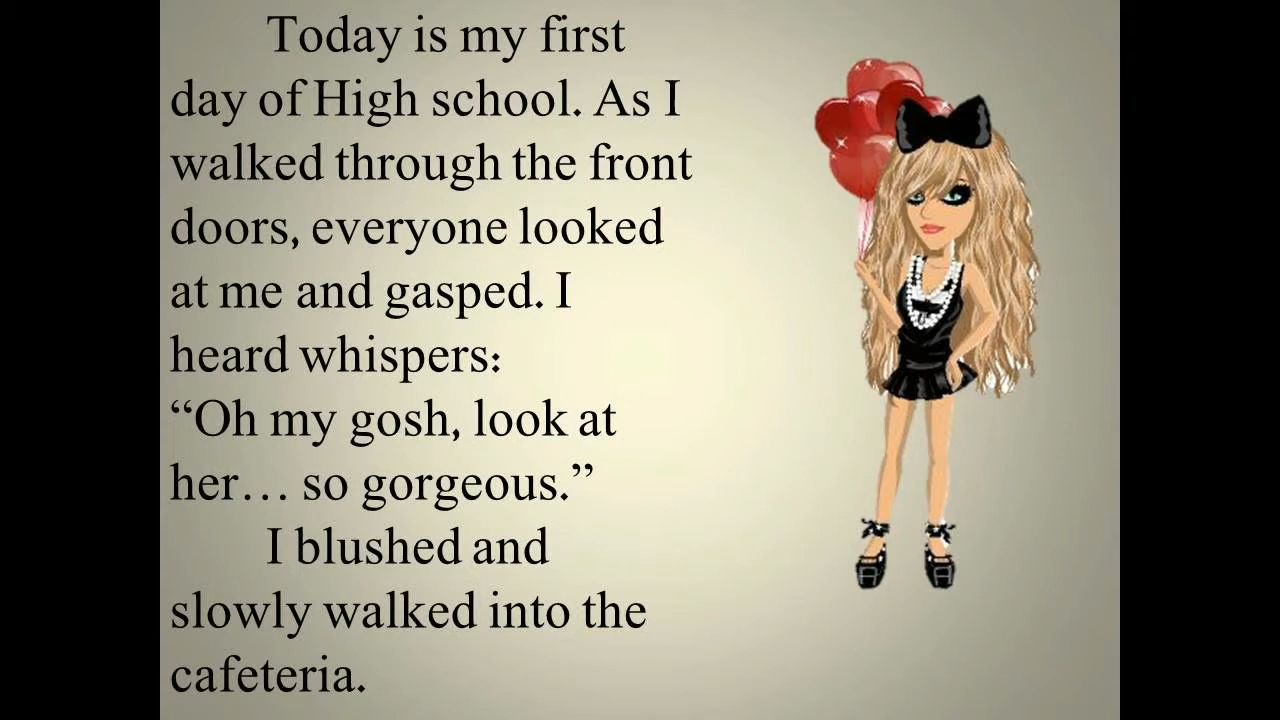 Today is my first
day of High school. As I
walked through the front
doors, everyone looked
at me and gasped. I
heard whispers:
“Oh my gosh, look at
her… so gorgeous.”
I blushed and
slowly walked into the
cafeteria.